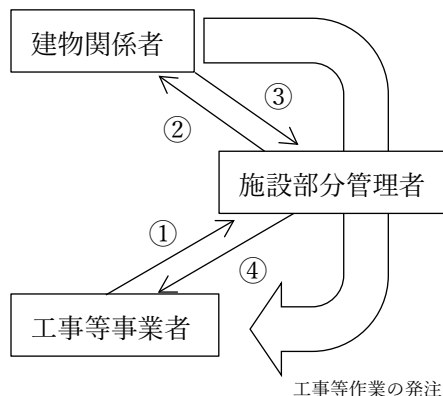 建物関係者
③
②
施設部分管理者
①
④
工事等事業者
工事等作業の発注